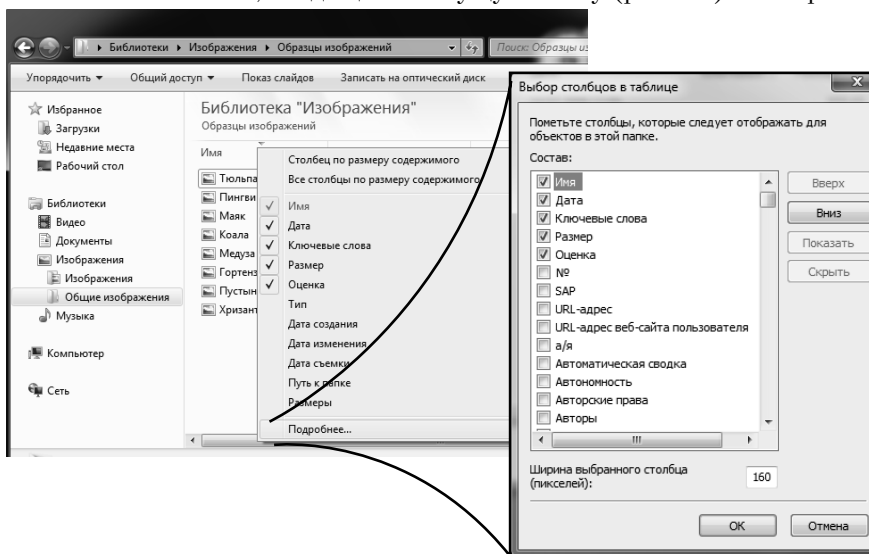 Библиотеки ▸ Изображения ▸ Образцы изображений
Поиск: Образцы из
Упорядочить ▾ Общий доступ ▾ Показ слайдов Записать на оптический диск
Избранное
Загрузки
Недавние места
Рабочий стол
Библиотеки
Видео
Документы
Изображения
Изображения
Общие изображения
Музыка
Компьютер
Сеть
Библиотека "Изображения"
Образцы изображений
Имя
Тюльпа
Пингви
Маяк
Коала
Медуза
Гортенз
Пустын
Хризант
Столбец по размеру содержимого
Все столбцы по размеру содержимого
Имя
Дата
Ключевые слова
Размер
Оценка
Тип
Дата создания
Дата изменения
Дата съемки
Путь к папке
Размеры
Подробнее...
Выбор столбцов в таблице
Пометьте столбцы, которые следует отображать для
объектов в этой папке.
Состав:
Имя
Дата
Ключевые слова
Размер
Оценка
№
SAP
URL-адрес
URL-адрес веб-сайта пользователя
а/я
Автоматическая сводка
Автономность
Авторские права
Авторы
Вверх
Вниз
Показать
Скрыть
Ширина выбранного столбца
(пикселей):
160
OK
Отмена